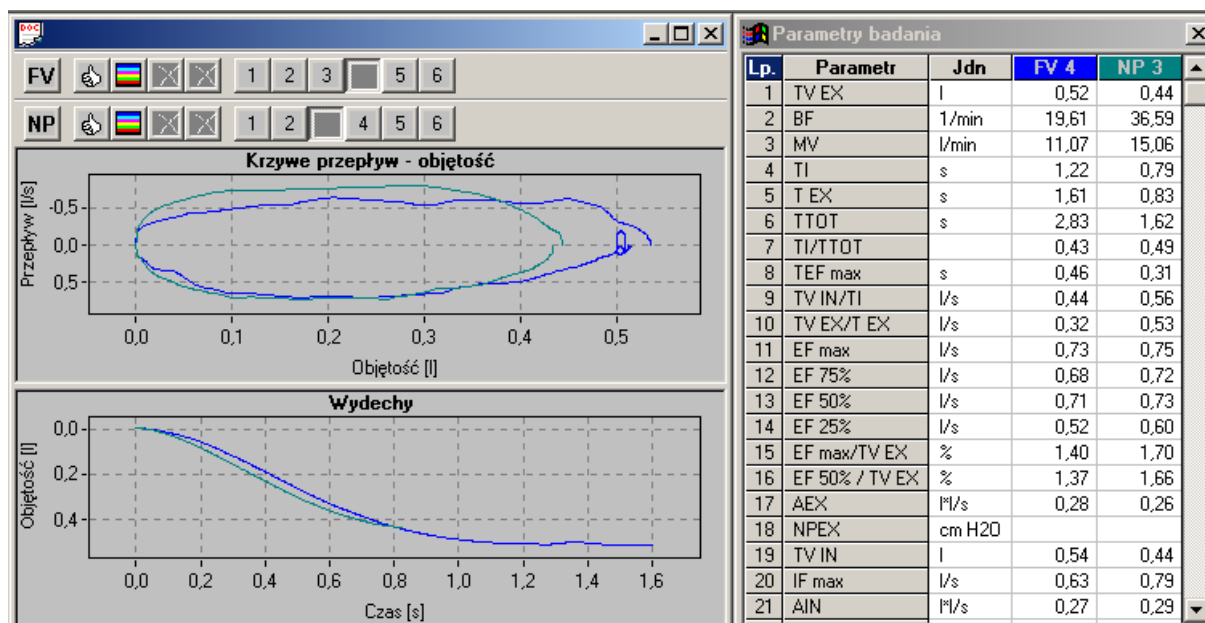 DOC
FV 1 2 3 5 6
NP 1 2 4 5 6
Krzywe przepływ - objętość
Przepływ [l/s]
-0,5
0,0
0,5
0,0 0,1 0,2 0,3 0,4 0,5
Objętość [l]
Wydechy
Objętość [l]
0,0
0,2
0,4
0,0 0,2 0,4 0,6 0,8 1,0 1,2 1,4 1,6
Czas [s]
Parametry badania
Lp. Parametr Jdn FV 4 NP 3
1 TV EX l 0,52 0,44
2 BF 1/min 19,61 36,59
3 MV l/min 11,07 15,06
4 TI s 1,22 0,79
5 T EX s 1,61 0,83
6 TTOT s 2,83 1,62
7 TI/TTOT 0,43 0,49
8 TEF max s 0,46 0,31
9 TV IN/TI l/s 0,44 0,56
10 TV EX/T EX l/s 0,32 0,53
11 EF max l/s 0,73 0,75
12 EF 75% l/s 0,68 0,72
13 EF 50% l/s 0,71 0,73
14 EF 25% l/s 0,52 0,60
15 EF max/TV EX % 1,40 1,70
16 EF 50% / TV EX % 1,37 1,66
17 AEX l*l/s 0,28 0,26
18 NPEX cm H2O
19 TV IN l 0,54 0,44
20 IF max l/s 0,63 0,79
21 AIN l*l/s 0,27 0,29